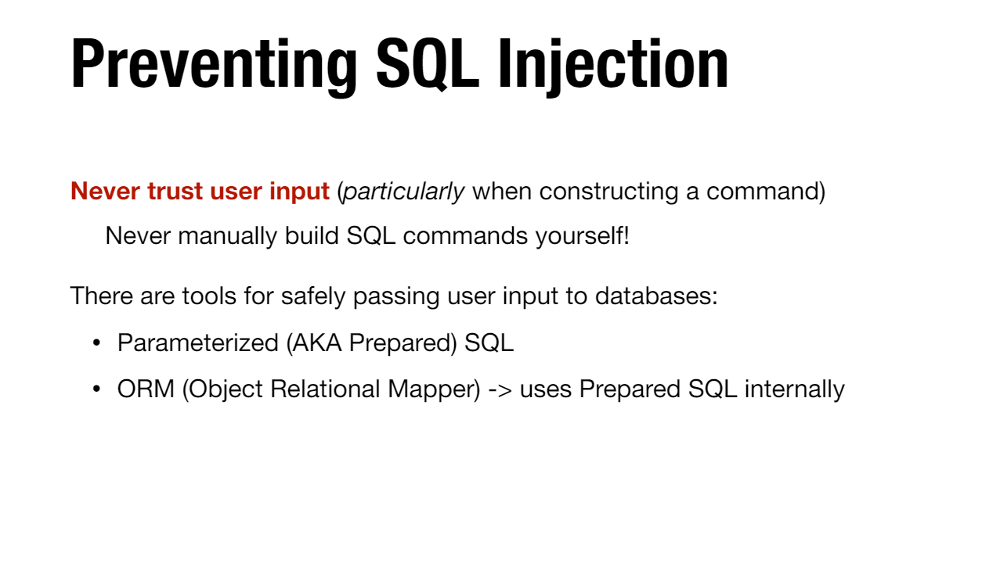 Preventing SQL Injection
Never trust user input (particularly when constructing a command)
Never manually build SQL commands yourself!
There are tools for safely passing user input to databases:
• Parameterized (AKA Prepared) SQL
• ORM (Object Relational Mapper) -> uses Prepared SQL internally